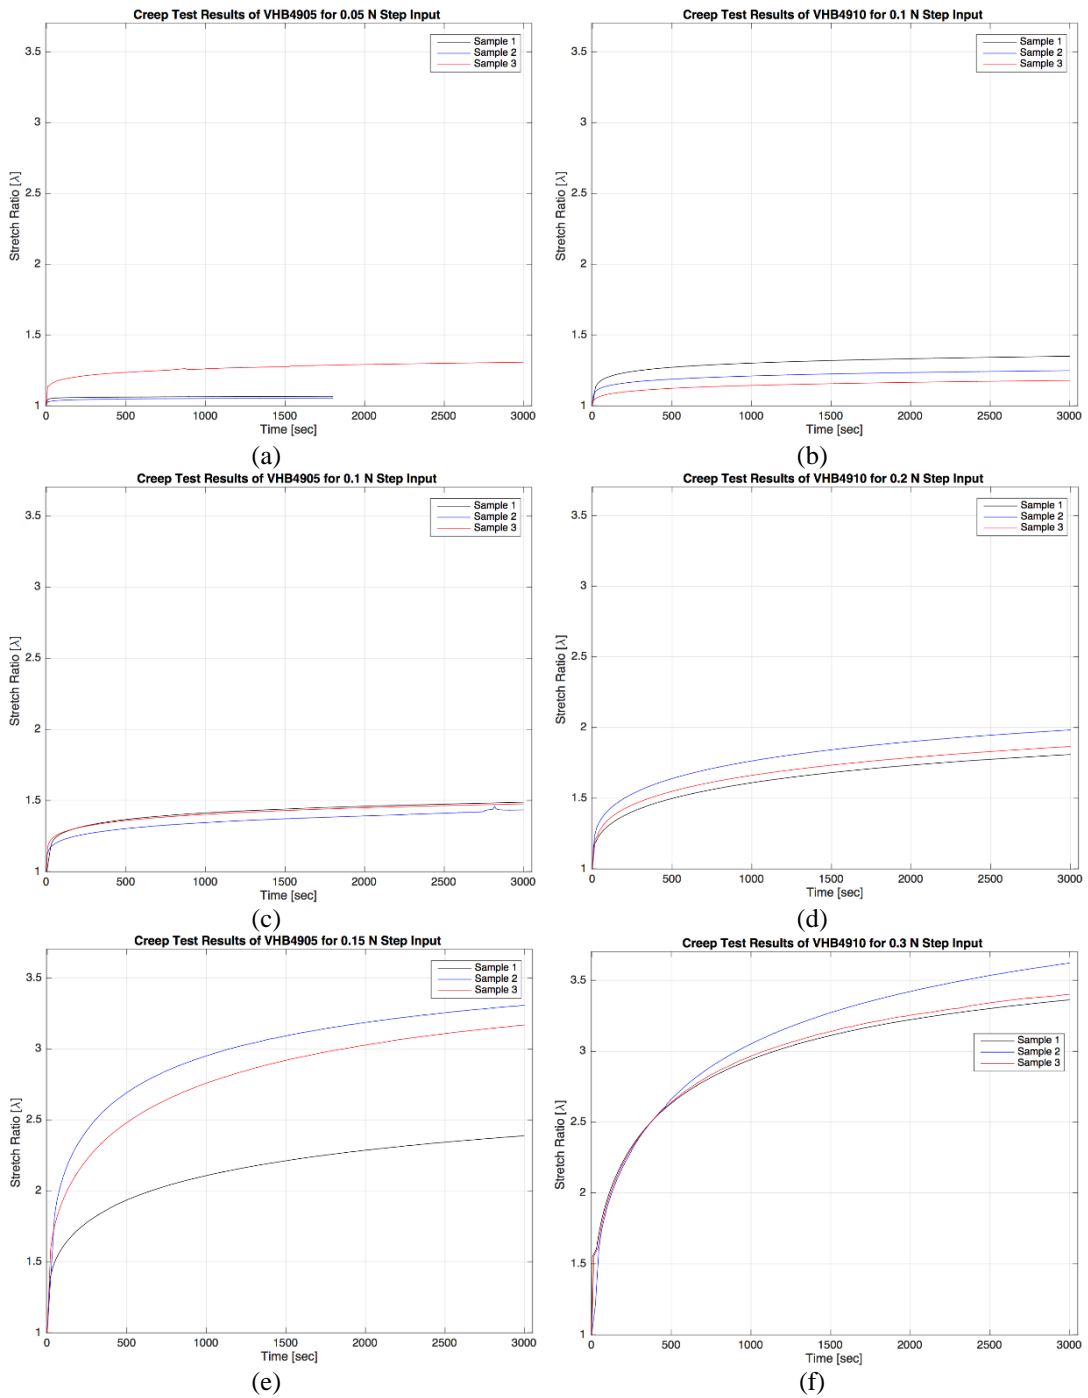 Creep Test Results of VHB4905 for 0.05 N Step Input
Sample 1
Sample 2
Sample 3
3.5
3
2.5
2
1.5
1
Stretch Ratio [λ]
0 500 1000 1500 2000 2500 3000
Time [sec]
(a)
Creep Test Results of VHB4910 for 0.1 N Step Input
Sample 1
Sample 2
Sample 3
3.5
3
2.5
2
1.5
1
Stretch Ratio [λ]
0 500 1000 1500 2000 2500 3000
Time [sec]
(b)
Creep Test Results of VHB4905 for 0.1 N Step Input
Sample 1
Sample 2
Sample 3
3.5
3
2.5
2
1.5
1
Stretch Ratio [λ]
0 500 1000 1500 2000 2500 3000
Time [sec]
(c)
Creep Test Results of VHB4910 for 0.2 N Step Input
Sample 1
Sample 2
Sample 3
3.5
3
2.5
2
1.5
1
Stretch Ratio [λ]
0 500 1000 1500 2000 2500 3000
Time [sec]
(d)
Creep Test Results of VHB4905 for 0.15 N Step Input
Sample 1
Sample 2
Sample 3
3.5
3
2.5
2
1.5
1
Stretch Ratio [λ]
0 500 1000 1500 2000 2500 3000
Time [sec]
(e)
Creep Test Results of VHB4910 for 0.3 N Step Input
Sample 1
Sample 2
Sample 3
3.5
3
2.5
2
1.5
1
Stretch Ratio [λ]
0 500 1000 1500 2000 2500 3000
Time [sec]
(f)